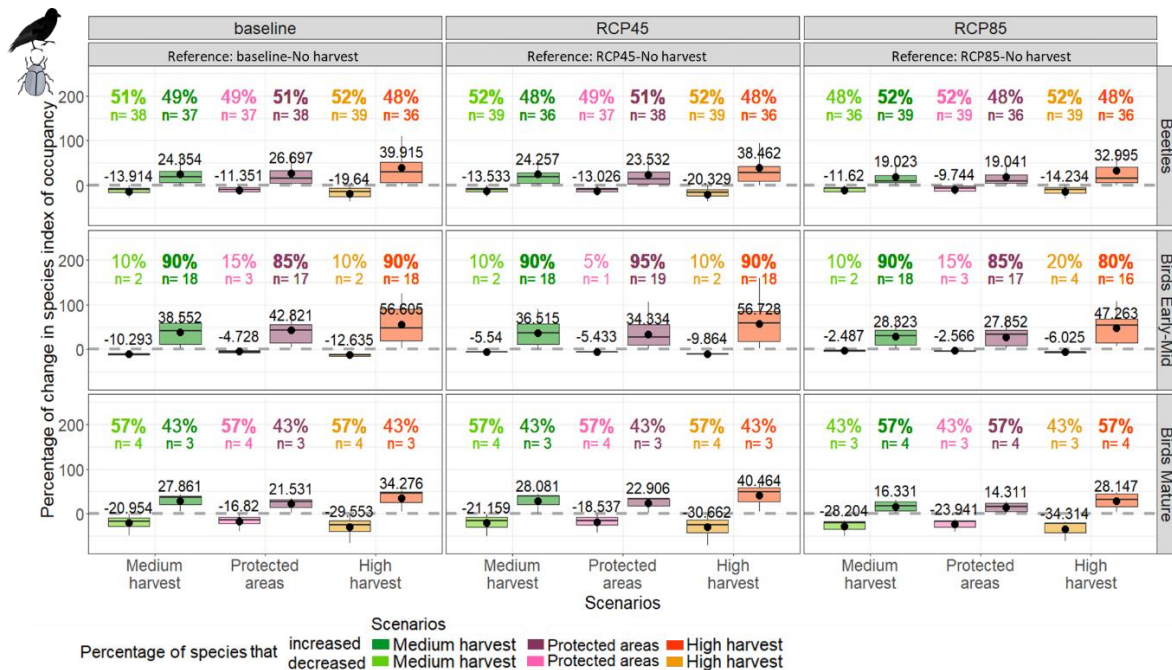 baseline RCP45 RCP85
Reference: baseline-No harvest Reference: RCP45-No harvest Reference: RCP85-No harvest
Percentage of change in species index of occupancy
51% 49% 49% 51% 52% 48% 52% 48% 49% 51% 52% 48% 48% 52% 52% 48% 52% 48%
n= 38 n= 37 n= 37 n= 38 n= 39 n= 36 n= 39 n= 36 n= 37 n= 38 n= 39 n= 36 n= 36 n= 39 n= 39 n= 36 n= 39 n= 36
200
100
0
-13.914 24.354 -11.351 26.697 -19.64 39.915 -13.533 24.257 -13.026 23.532 -20.329 38.462 -11.62 19.023 -9.744 19.041 -14.234 32.995
Beetles
10% 90% 15% 85% 10% 90% 10% 90% 5% 95% 10% 90% 10% 90% 15% 85% 20% 80%
n= 2 n= 18 n= 3 n= 17 n= 2 n= 18 n= 2 n= 18 n= 1 n= 19 n= 2 n= 18 n= 2 n= 18 n= 3 n= 17 n= 4 n= 16
200
100
0
-10.293 38.552 -4.728 42.821 -12.635 56.605 -5.54 36.515 -5.433 34.334 -9.864 56.728 -2.487 28.323 -2.566 27.852 -6.025 47.263
Birds Early-Mid
57% 43% 57% 43% 57% 43% 57% 43% 57% 43% 57% 43% 43% 57% 43% 57% 43% 57%
n= 4 n= 3 n= 4 n= 3 n= 4 n= 3 n= 4 n= 3 n= 4 n= 3 n= 4 n= 3 n= 3 n= 4 n= 3 n= 4 n= 3 n= 4
200
100
0
-20.954 27.861 -16.82 21.531 -29.553 34.276 -21.159 28.081 -18.537 22.906 -30.662 40.464 -28.204 16.331 -23.941 14.311 -34.314 28.147
Birds Mature
Medium Protected High Medium Protected High Medium Protected High
harvest areas harvest harvest areas harvest harvest areas harvest
Scenarios
Scenarios
Percentage of species that
increased Medium harvest Protected areas High harvest
decreased Medium harvest Protected areas High harvest